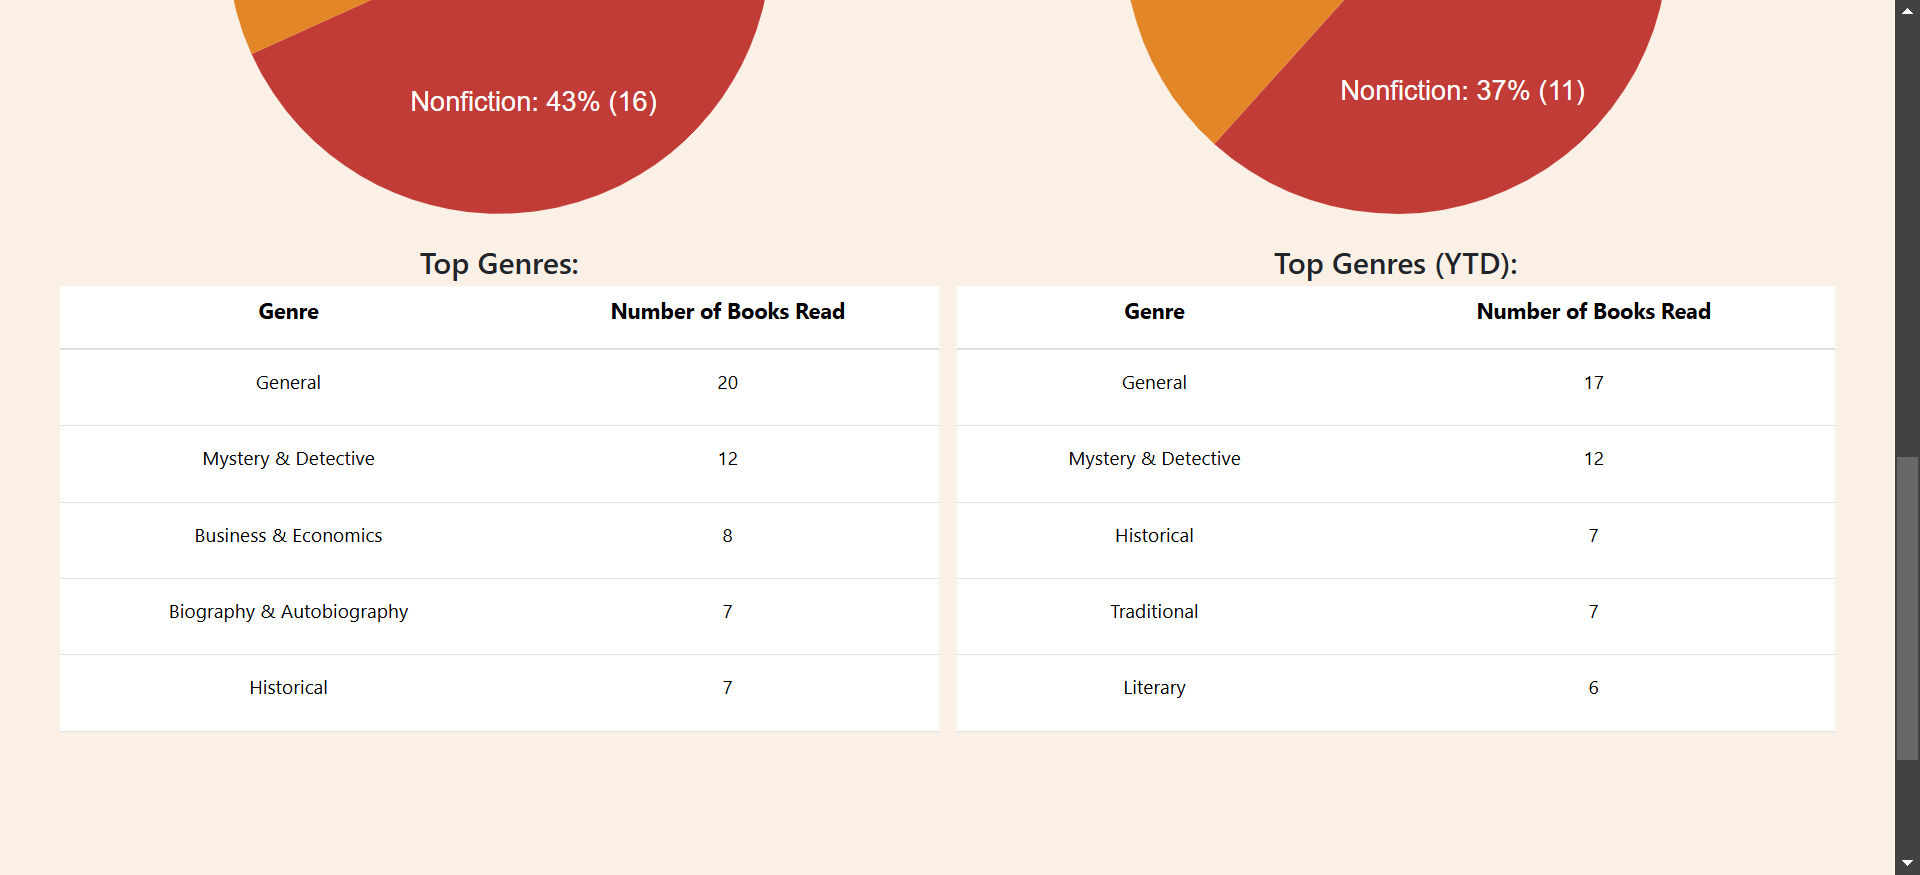 Nonfiction: 43% (16)
Nonfiction: 37% (11)
Top Genres:
Genre Number of Books Read
General 20
Mystery & Detective 12
Business & Economics 8
Biography & Autobiography 7
Historical 7
Top Genres (YTD):
Genre Number of Books Read
General 17
Mystery & Detective 12
Historical 7
Traditional 7
Literary 6